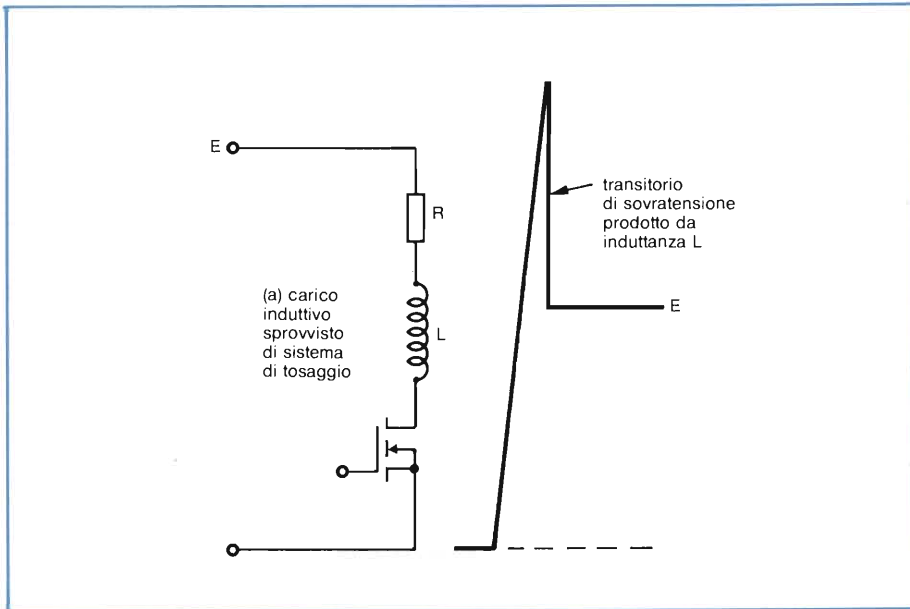 E
R
(a) carico
induttivo
sprovvisto
di sistema
di tosaggio
L
transitorio
di sovratensione
prodotto da
induttanza L
E